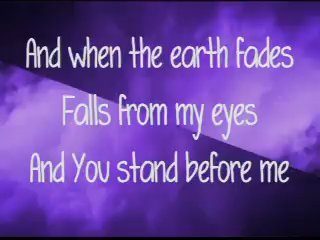 And when the earth fades
Falls from my eyes
And You stand before me